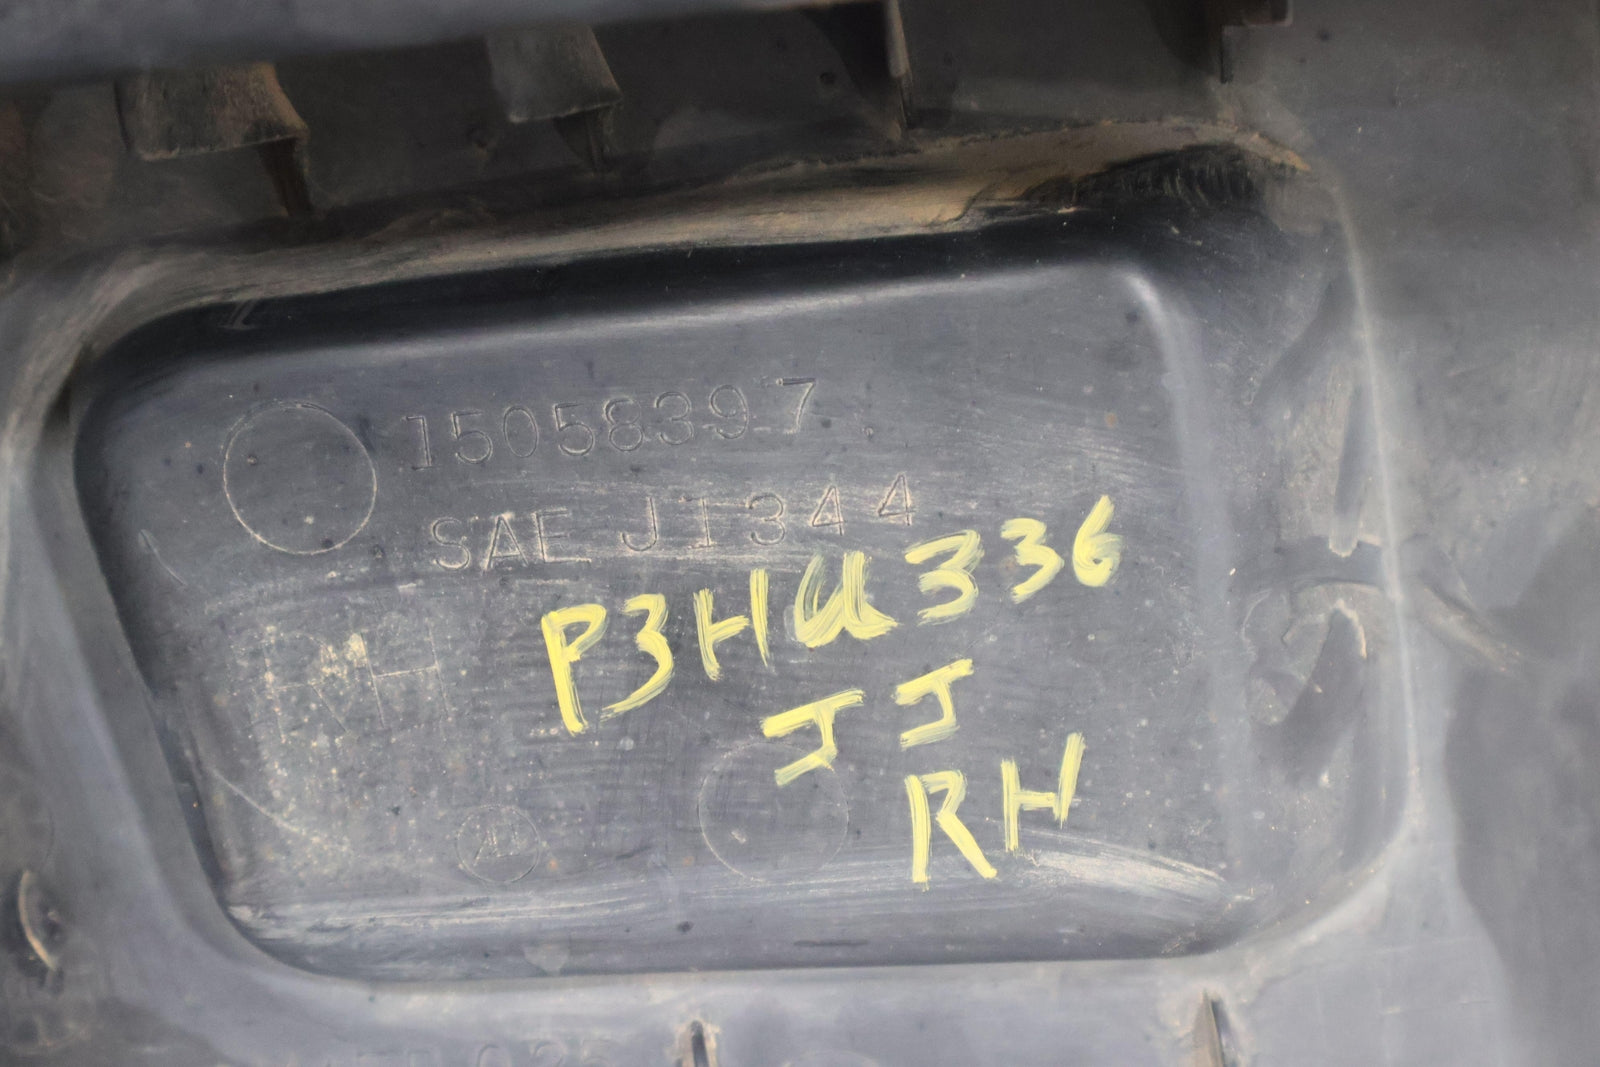 15058397
SAE J1344
P3HU336
RH
JJ
RH